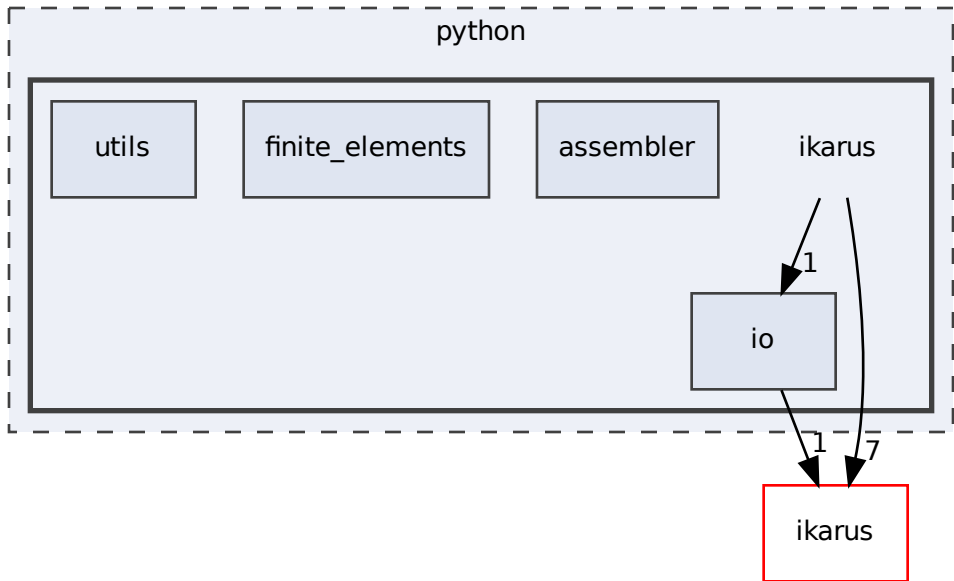 python
utils
finite_elements
assembler
ikarus
1
io
1
7
ikarus